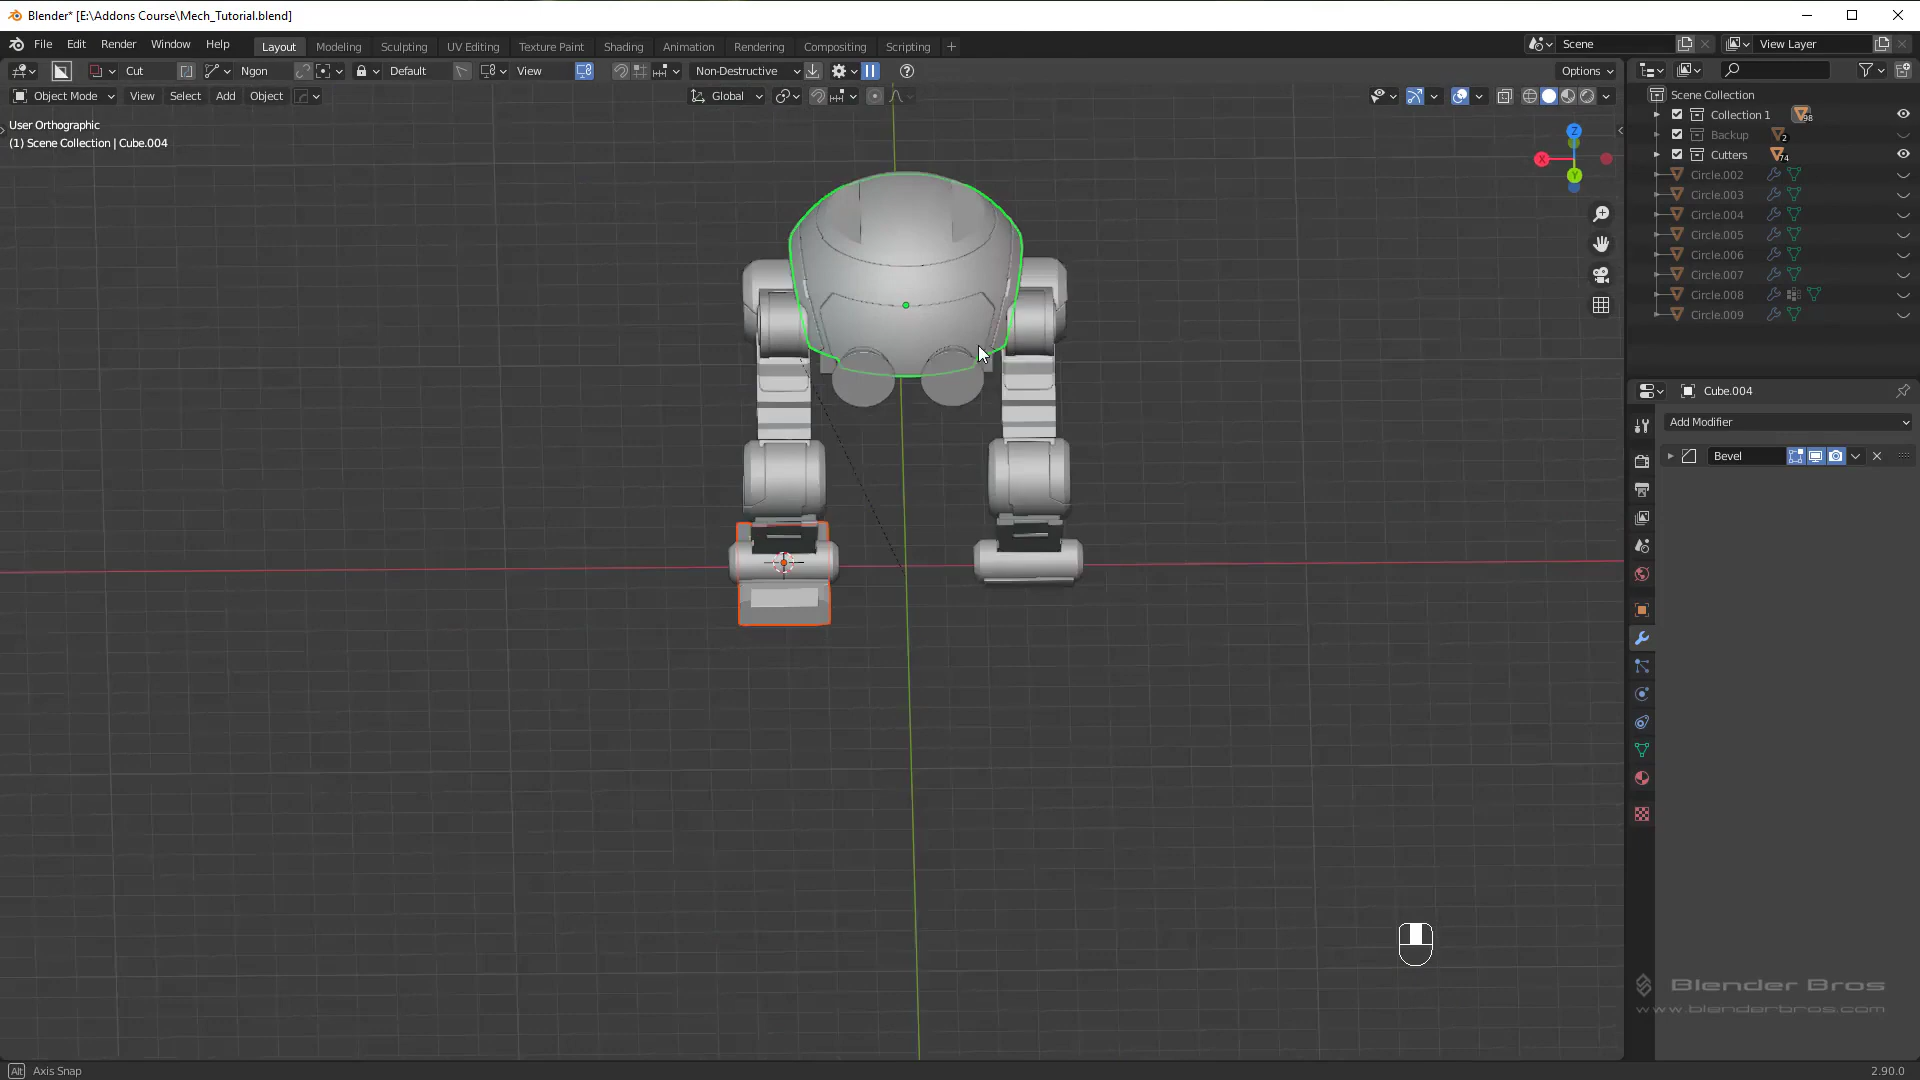 Blender* [E:\Addons Course\Mech_Tutorial.blend]
File Edit Render Window Help Layout Modeling Sculpting UV Editing Texture Paint Shading Animation Rendering Compositing Scripting + Scene View Layer
Cut Ngon Default View Non-Destructive Options
Object Mode View Select Add Object Global
User Orthographic
(1) Scene Collection | Cube.004
Z
X
Y
Scene Collection
Collection 1 98
Backup 2
Cutters 74
Circle.002
Circle.003
Circle.004
Circle.005
Circle.006
Circle.007
Circle.008
Circle.009
Cube.004
Add Modifier
Bevel
Blender Bros
www.blenderbros.com
Alt Axis Snap
2.90.0